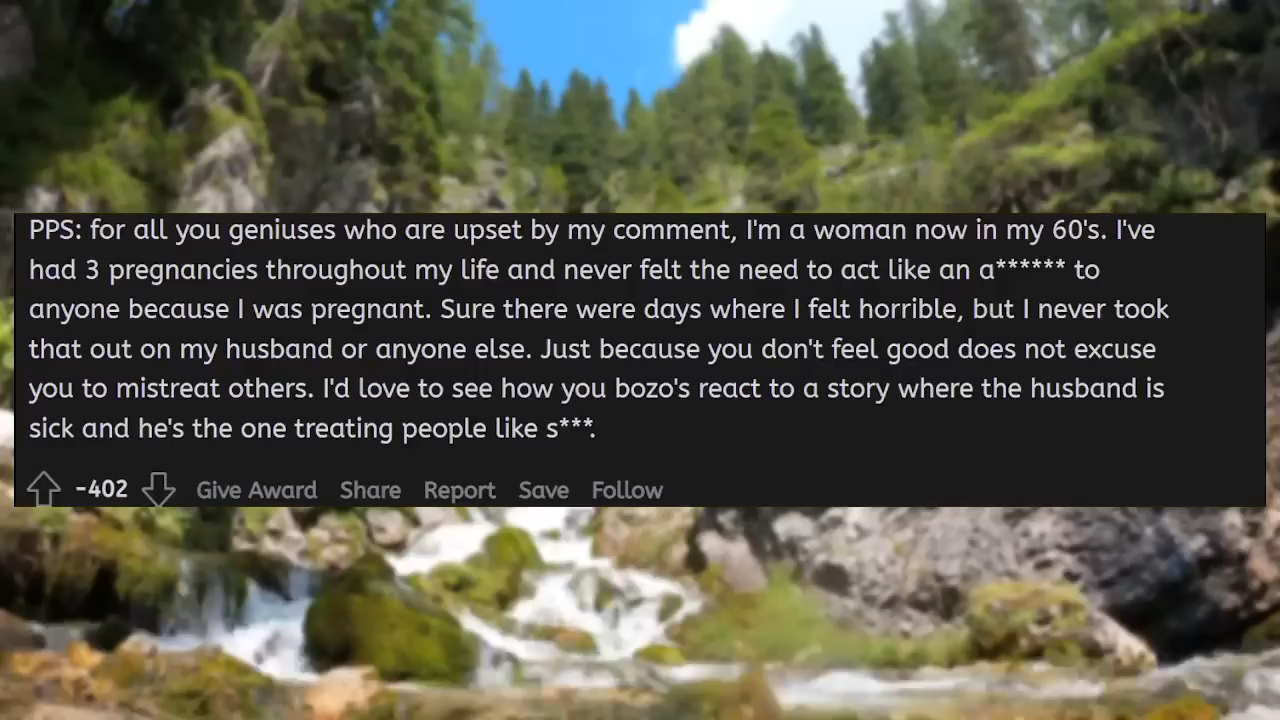 PPS: for all you geniuses who are upset by my comment, I'm a woman now in my 60's. I've
had 3 pregnancies throughout my life and never felt the need to act like an a****** to
anyone because I was pregnant. Sure there were days where I felt horrible, but I never took
that out on my husband or anyone else. Just because you don't feel good does not excuse
you to mistreat others. I'd love to see how you bozo's react to a story where the husband is
sick and he's the one treating people like s***.
-402 Give Award Share Report Save Follow